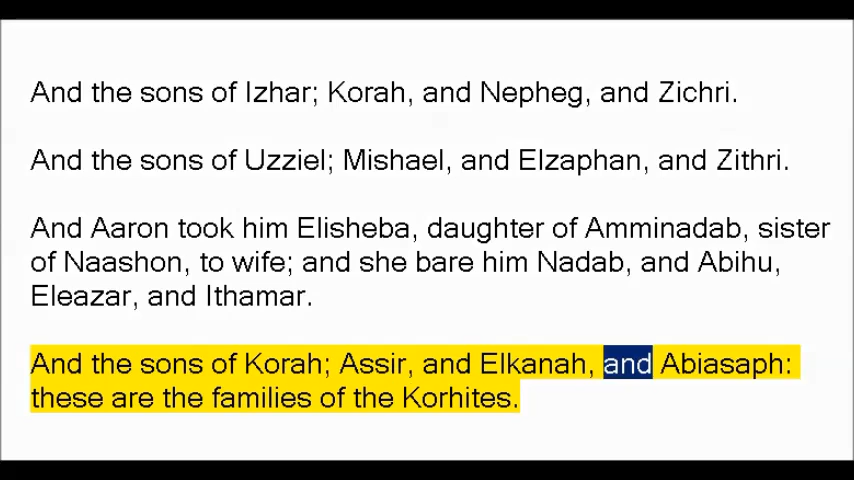 And the sons of Izhar; Korah, and Nepheg, and Zichri.
And the sons of Uzziel; Mishael, and Elzaphan, and Zithri.
And Aaron took him Elisheba, daughter of Amminadab, sister
of Naashon, to wife; and she bare him Nadab, and Abihu,
Eleazar, and Ithamar.
And the sons of Korah; Assir, and Elkanah, and Abiasaph:
these are the families of the Korhites.